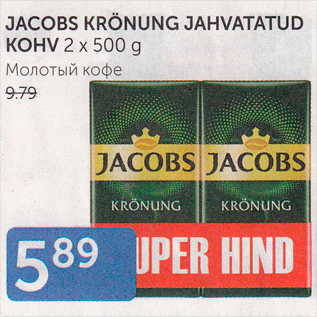 JACOBS KRÖNUNG JAHVATATUD
KOHV 2 x 500 g
Молотый кофе
9.79
JACOBS JACOBS
KRÖNUNG KRÖNUNG
UPER HIND
5 89